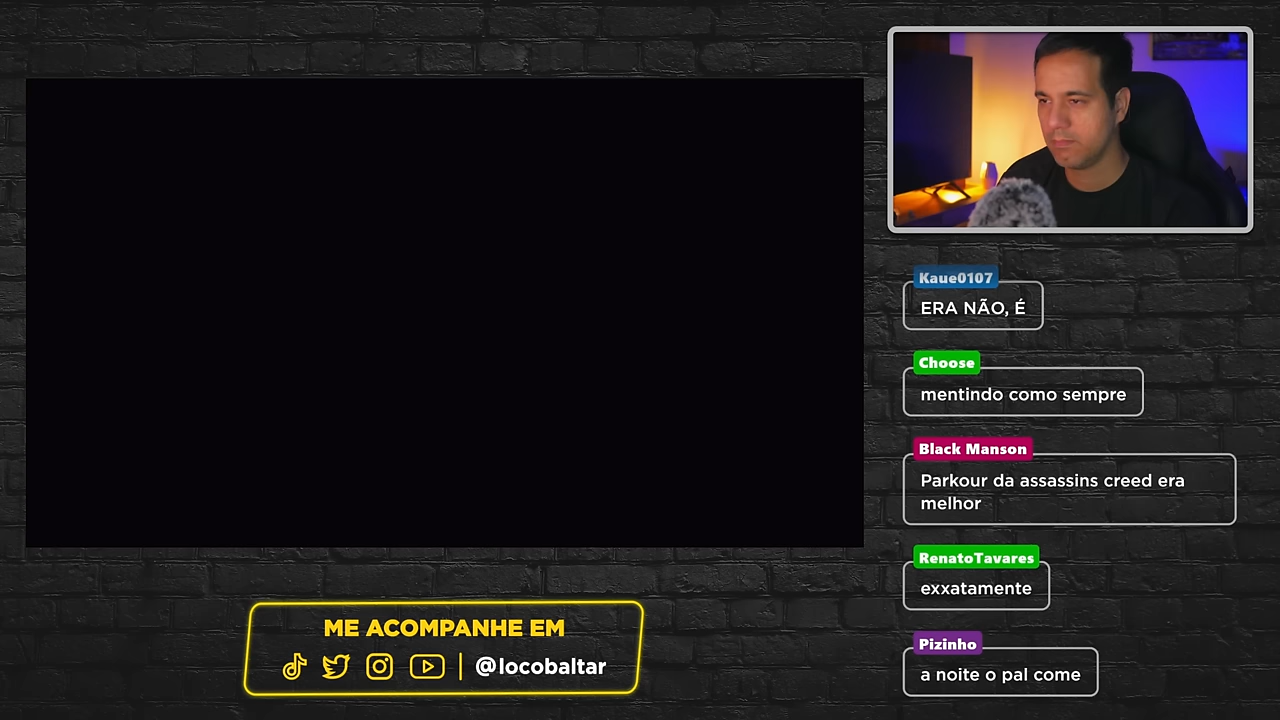 Kaue0107
ERA NÃO, É
Choose
mentindo como sempre
Black Manson
Parkour da assassins creed era
melhor
RenatoTavares
exxatamente
Pizinho
a noite o pal come
ME ACOMPANHE EM
@locobaltar